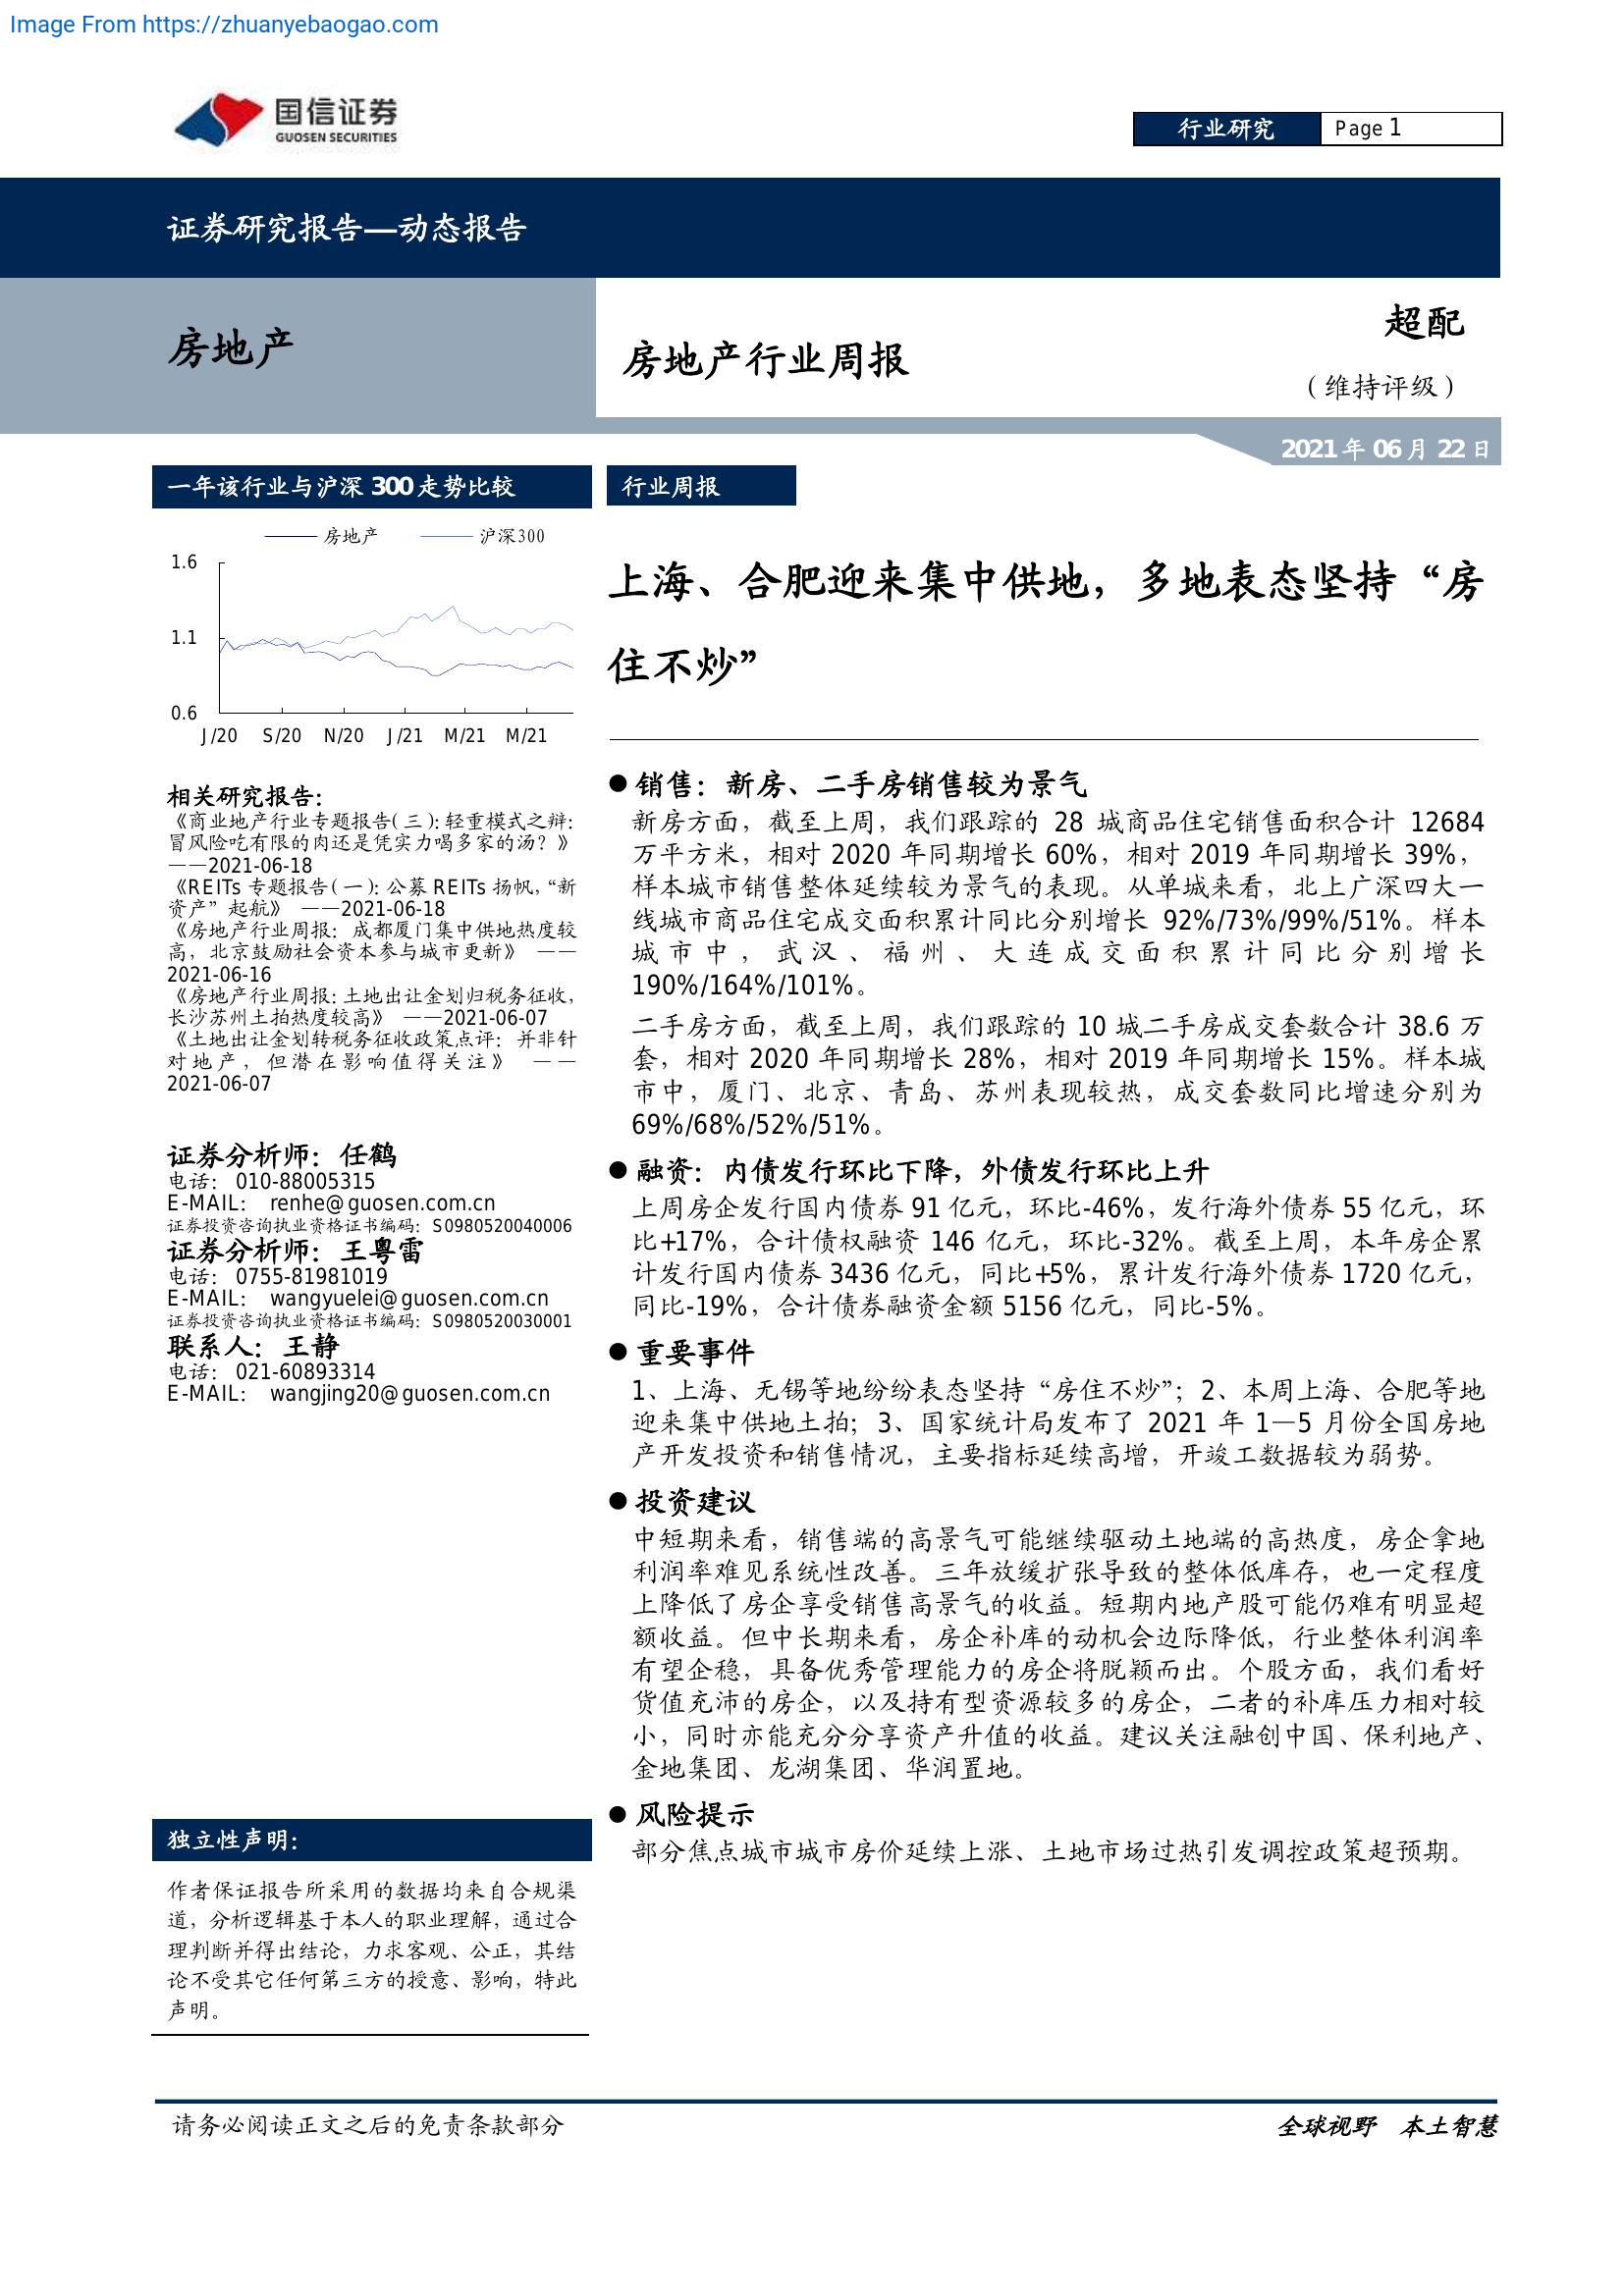 Image From https://zhuanyebaogao.com
国信证券
GUOSEN SECURITIES
行业研究
Page 1
证券研究报告—动态报告
房地产
房地产行业周报
超配
（维持评级）
2021 年 06 月 22 日
一年该行业与沪深 300 走势比较
房地产 沪深300
1.6
1.1
0.6
J/20 S/20 N/20 J/21 M/21 M/21
相关研究报告：
《商业地产行业专题报告（三）：轻重模式之辩：
冒风险吃有限的肉还是凭实力喝多家的汤？》
——2021-06-18
《REITs 专题报告（一）：公募 REITs 扬帆，“新
资产”起航》 ——2021-06-18
《房地产行业周报：成都厦门集中供地热度较
高，北京鼓励社会资本参与城市更新》 ——
2021-06-16
《房地产行业周报：土地出让金划归税务征收，
长沙苏州土拍热度较高》 ——2021-06-07
《土地出让金划转税务征收政策点评：并非针
对地产，但潜在影响值得关注》 ——
2021-06-07
证券分析师：任鹤
电话： 010-88005315
E-MAIL： renhe@guosen.com.cn
证券投资咨询执业资格证书编码：S0980520040006
证券分析师：王粤雷
电话： 0755-81981019
E-MAIL： wangyuelei@guosen.com.cn
证券投资咨询执业资格证书编码：S0980520030001
联系人：王静
电话： 021-60893314
E-MAIL： wangjing20@guosen.com.cn
独立性声明：
作者保证报告所采用的数据均来自合规渠
道，分析逻辑基于本人的职业理解，通过合
理判断并得出结论，力求客观、公正，其结
论不受其它任何第三方的授意、影响，特此
声明。
行业周报
上海、合肥迎来集中供地，多地表态坚持“房
住不炒”
● 销售：新房、二手房销售较为景气
新房方面，截至上周，我们跟踪的 28 城商品住宅销售面积合计 12684
万平方米，相对 2020 年同期增长 60%，相对 2019 年同期增长 39%，
样本城市销售整体延续较为景气的表现。从单城来看，北上广深四大一
线城市商品住宅成交面积累计同比分别增长 92%/73%/99%/51%。样本
城市中，武汉、福州、大连成交面积累计同比分别增长
190%/164%/101%。
二手房方面，截至上周，我们跟踪的 10 城二手房成交套数合计 38.6 万
套，相对 2020 年同期增长 28%，相对 2019 年同期增长 15%。样本城
市中，厦门、北京、青岛、苏州表现较热，成交套数同比增速分别为
69%/68%/52%/51%。
● 融资：内债发行环比下降，外债发行环比上升
上周房企发行国内债券 91 亿元，环比-46%，发行海外债券 55 亿元，环
比+17%，合计债权融资 146 亿元，环比-32%。截至上周，本年房企累
计发行国内债券 3436 亿元，同比+5%，累计发行海外债券 1720 亿元，
同比-19%，合计债券融资金额 5156 亿元，同比-5%。
● 重要事件
1、上海、无锡等地纷纷表态坚持“房住不炒”；2、本周上海、合肥等地
迎来集中供地土拍；3、国家统计局发布了 2021 年 1—5 月份全国房地
产开发投资和销售情况，主要指标延续高增，开竣工数据较为弱势。
● 投资建议
中短期来看，销售端的高景气可能继续驱动土地端的高热度，房企拿地
利润率难见系统性改善。三年放缓扩张导致的整体低库存，也一定程度
上降低了房企享受销售高景气的收益。短期内地产股可能仍难有明显超
额收益。但中长期来看，房企补库的动机会边际降低，行业整体利润率
有望企稳，具备优秀管理能力的房企将脱颖而出。个股方面，我们看好
货值充沛的房企，以及持有型资源较多的房企，二者的补库压力相对较
小，同时亦能充分分享资产升值的收益。建议关注融创中国、保利地产、
金地集团、龙湖集团、华润置地。
● 风险提示
部分焦点城市城市房价延续上涨、土地市场过热引发调控政策超预期。
请务必阅读正文之后的免责条款部分
全球视野 本土智慧